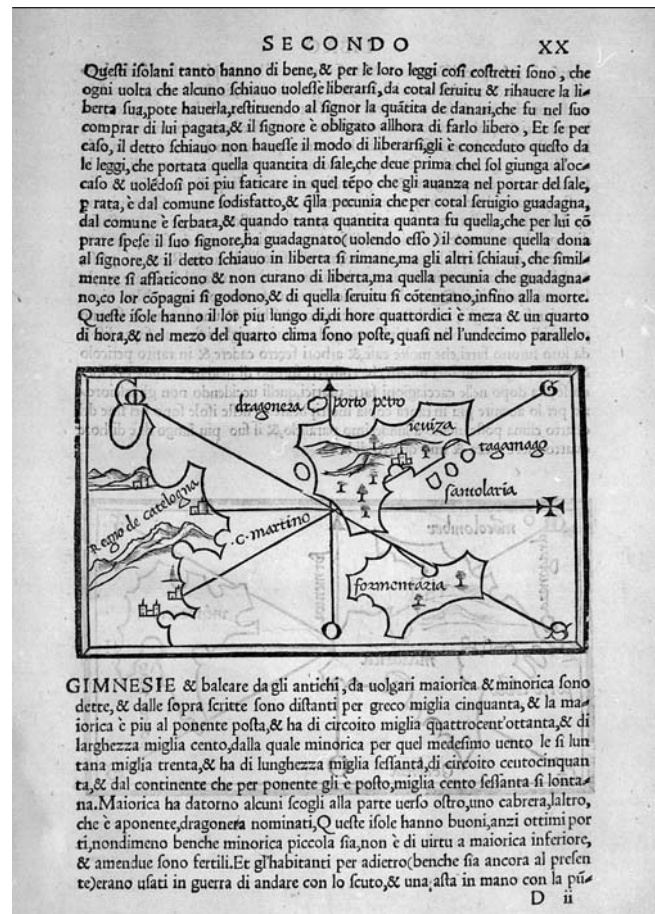 SECONDO XX
Queſti iſolani tanto hanno di bene, & per le loro leggi coſi coſtretti ſono, che
ogni uolta che alcuno ſchiauo uoleſſe liberarſi, da cotal ſeruitu & rihauere la li
berta ſua, pote hauerla, reſtituendo al ſignor la quātita de danari, che fu nel ſuo
comprar di lui pagata, & il ſignore è obligato allhora di farlo libero, Et ſe per
caſo, il detto ſchiauo non haueſſe il modo di liberarſi, gli è conceduto queſto da
le leggi, che portata quella quantita di ſale, che deue prima chel ſol giunga al'oc-
caſo & uolēdoſi poi piu faticare in quel tēpo che gli auanza nel portar del ſale,
ꝑ rata, è dal comune ſodisfatto, & q̄lla pecunia che per cotal ſeruigio guadagna,
dal comune è ſerbata, & quando tanta quantita quanta fu quella, che per lui cō
prare ſpeſe il ſuo ſignore, ha guadagnato (uolendo eſſo) il comune quella dona
al ſignore, & il detto ſchiauo in liberta ſi rimane, ma gli altri ſchiaui, che ſimil-
mente ſi affaticono & non curano di liberta, ma quella pecunia che guadagna-
no, co lor cōpagni ſi godono, & di quella ſeruitu ſi cōtentano, infino alla morte.
Queſte iſole hanno il lor piu lungo di, di hore quattordici è meza & un quarto
di hora, & nel mezo del quarto clima ſono poſte, quaſi nel l'undecimo parallelo.
dragonera
porto petro
ieuiza
tagamago
ſantolaria
Regno de catelogna
.c. martino
formentaria
GIMNESIE & baleare da gli antichi, da uolgari maiorica & minorica ſono
dette, & dalle ſopra ſcritte ſono diſtanti per greco miglia cinquanta, & la ma-
iorica è piu al ponente poſta, & ha di circoito miglia quattrocent'ottanta, & di
larghezza miglia cento, dalla quale minorica per quel medeſimo uento le ſi lun
tana miglia trenta, & ha di lunghezza miglia ſeſſanta, di circoito centocinquan
ta, & dal continente che per ponente gli è poſto, miglia cento ſeſſanta ſi lonta-
na. Maiorica ha datorno alcuni ſcogli alla parte uerſo oſtro, uno cabrera, laltro,
che è aponente, dragonera nominati, Queſte iſole hanno buoni, anzi ottimi por
ti, nondimeno benche minorica piccola ſia, non è di uirtu a maiorica inferiore,
& amendue ſono fertili. Et gl'habitanti per adietro (benche ſia ancora al preſen
te) erano uſati in guerra di andare con lo ſcuto, & una aſta in mano con la pū-
D ii